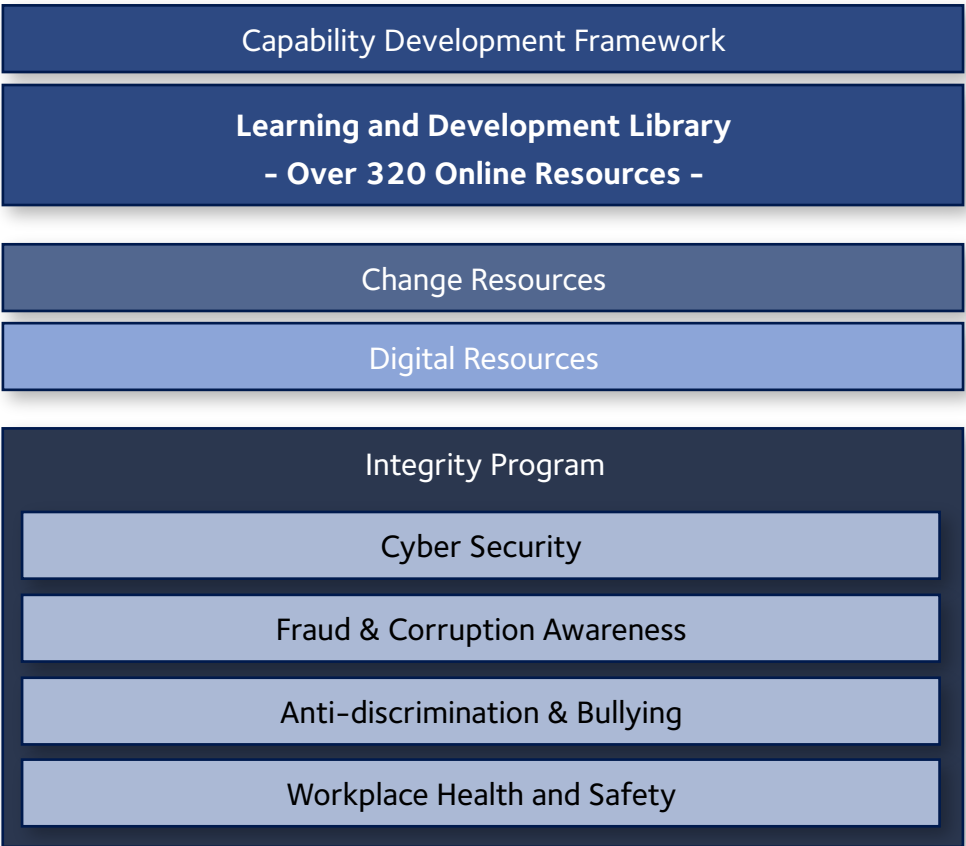 Capability Development Framework
Learning and Development Library
- Over 320 Online Resources -
Change Resources
Digital Resources
Integrity Program
Cyber Security
Fraud & Corruption Awareness
Anti-discrimination & Bullying
Workplace Health and Safety